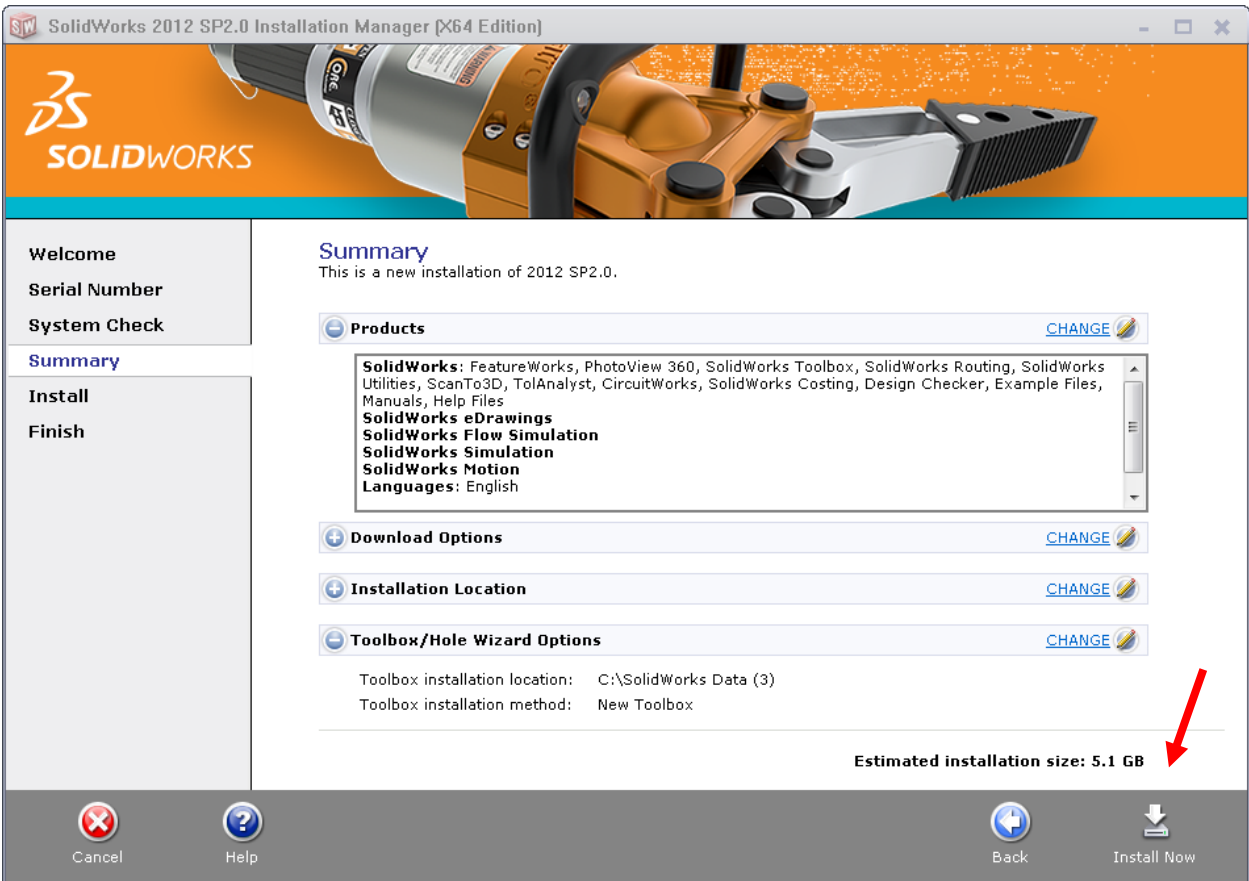 SolidWorks 2012 SP2.0 Installation Manager (X64 Edition)
SOLIDWORKS
Welcome
Serial Number
System Check
Summary
Install
Finish
Summary
This is a new installation of 2012 SP2.0.
Products
CHANGE
SolidWorks: FeatureWorks, PhotoView 360, SolidWorks Toolbox, SolidWorks Routing, SolidWorks
Utilities, ScanTo3D, TolAnalyst, CircuitWorks, SolidWorks Costing, Design Checker, Example Files,
Manuals, Help Files
SolidWorks eDrawings
SolidWorks Flow Simulation
SolidWorks Simulation
SolidWorks Motion
Languages: English
Download Options
CHANGE
Installation Location
CHANGE
Toolbox/Hole Wizard Options
CHANGE
Toolbox installation location: C:\SolidWorks Data (3)
Toolbox installation method: New Toolbox
Estimated installation size: 5.1 GB
Cancel
Help
Back
Install Now